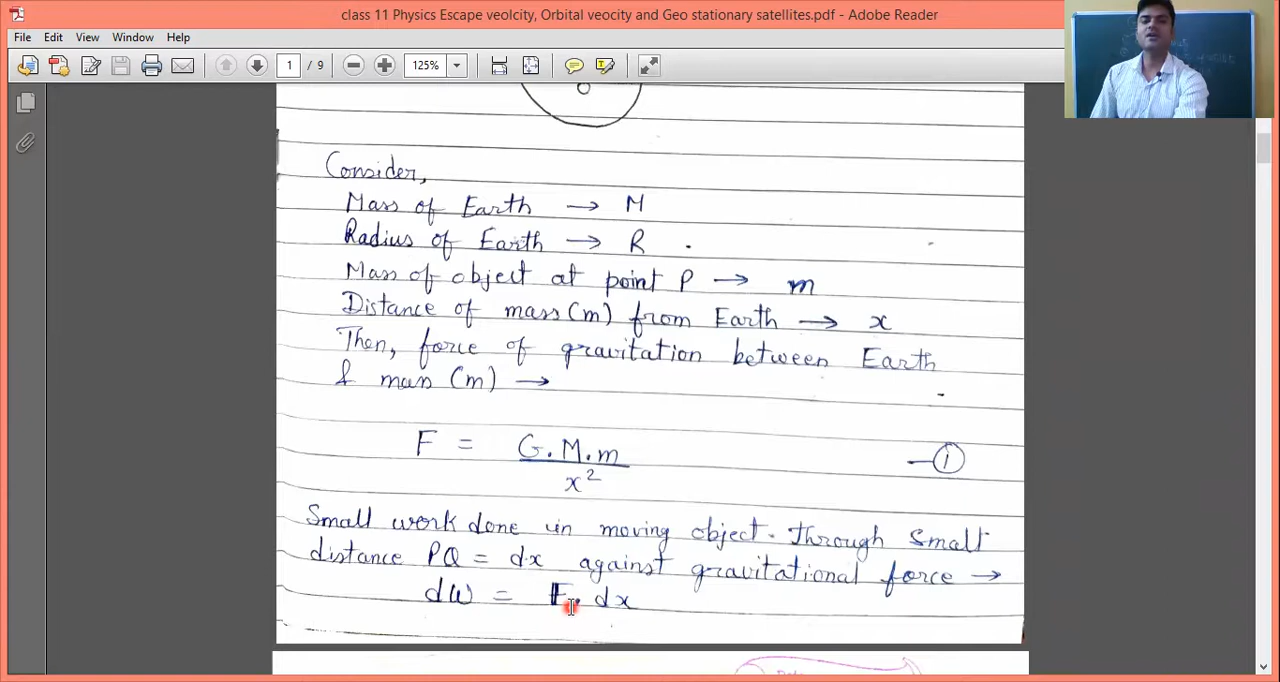 class 11 Physics Escape veolcity, Orbital veocity and Geo stationary satellites.pdf - Adobe Reader
File Edit View Window Help
1 / 9 125%
Consider,
Mass of Earth → M
Radius of Earth → R
Mass of object at point P → m
Distance of mass(m) from Earth → x
Then, force of gravitation between Earth
& mass (m) →
F = G.M.m / x² —(i)
Small work done in moving object through small
distance PQ = dx against gravitational force →
dW = F. dx